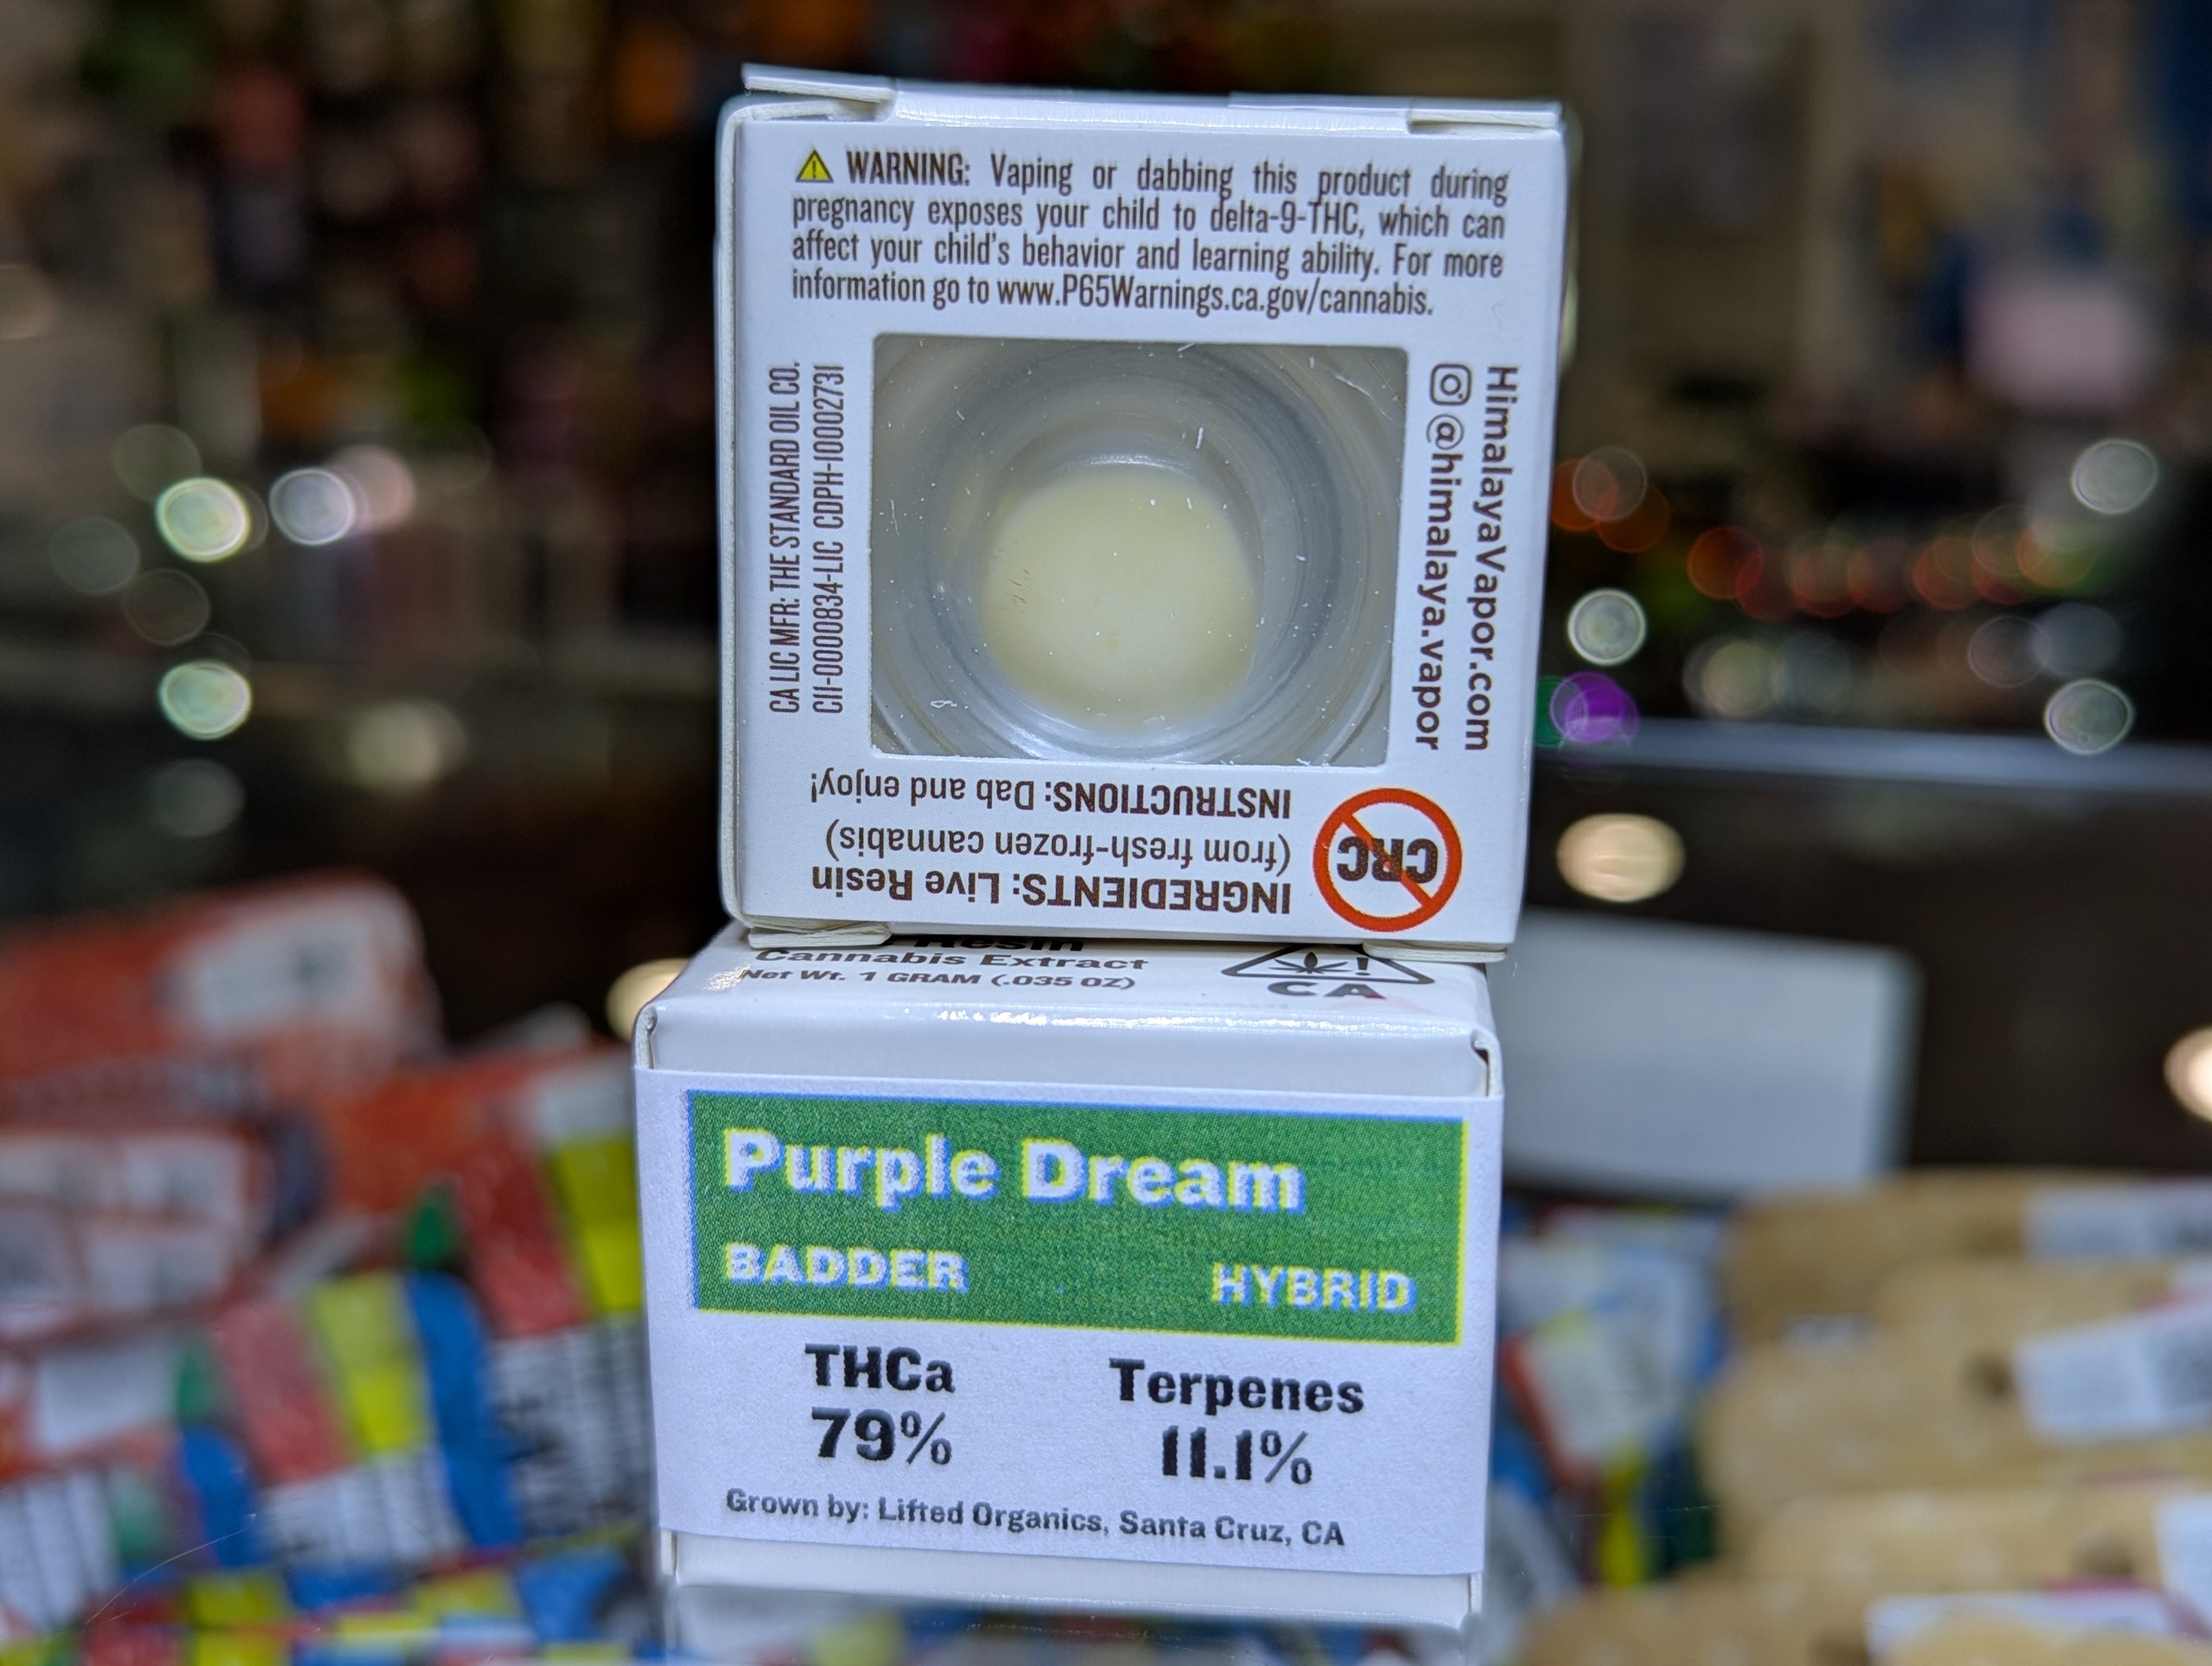 WARNING: Vaping or dabbing this product during
pregnancy exposes your child to delta-9-THC, which can
affect your child's behavior and learning ability. For more
information go to www.P65Warnings.ca.gov/cannabis.
CA LIC MFR: THE STANDARD OIL CO.
C11-0000834-LIC CDPH-10002731
HimalayaVapor.com
@himalaya.vapor
INGREDIENTS: Live Resin
(from fresh-frozen cannabis)
INSTRUCTIONS: Dab and enjoy!
CRC
Resin
Cannabis Extract
Net Wt. 1 GRAM (.035 OZ)
CA
Purple Dream
BADDER HYBRID
THCa Terpenes
79% 11.1%
Grown by: Lifted Organics, Santa Cruz, CA